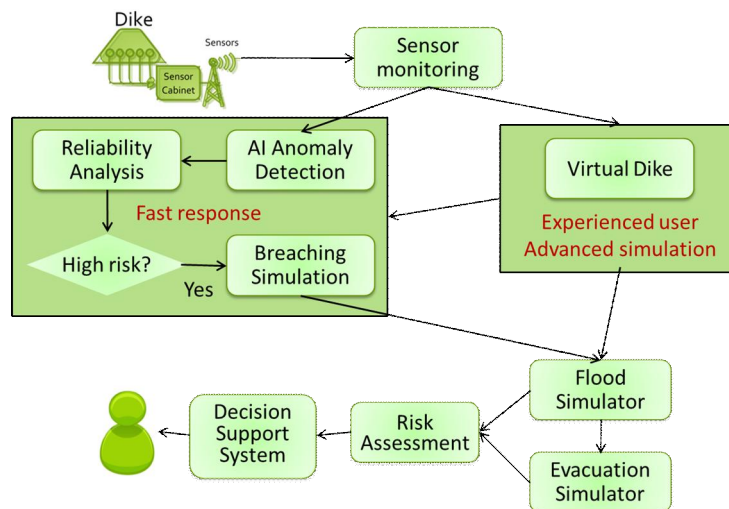 Dike
Sensors
Sensor
Cabinet
Sensor
monitoring
Reliability
Analysis
AI Anomaly
Detection
Virtual Dike
Fast response
Experienced user
Advanced simulation
High risk?
Yes
Breaching
Simulation
Flood
Simulator
Decision
Support
System
Risk
Assessment
Evacuation
Simulator